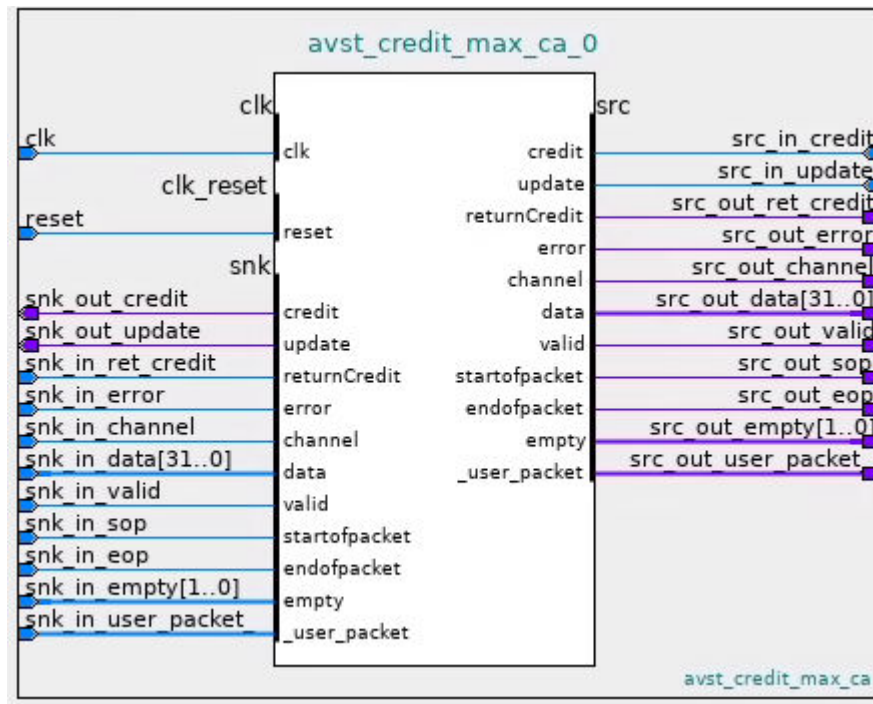 avst_credit_max_ca_0
clk
src
clk
clk
credit
src_in_credit
clk_reset
update
src_in_update
reset
reset
returnCredit
src_out_ret_credit
snk
error
src_out_error
channel
src_out_channel
snk_out_credit
credit
data
src_out_data[31..0]
snk_out_update
update
valid
src_out_valid
snk_in_ret_credit
returnCredit
startofpacket
src_out_sop
snk_in_error
error
endofpacket
src_out_eop
snk_in_channel
channel
empty
src_out_empty[1..0]
snk_in_data[31..0]
data
_user_packet
src_out_user_packet_
snk_in_valid
valid
snk_in_sop
startofpacket
snk_in_eop
endofpacket
snk_in_empty[1..0]
empty
snk_in_user_packet_
_user_packet
avst_credit_max_ca